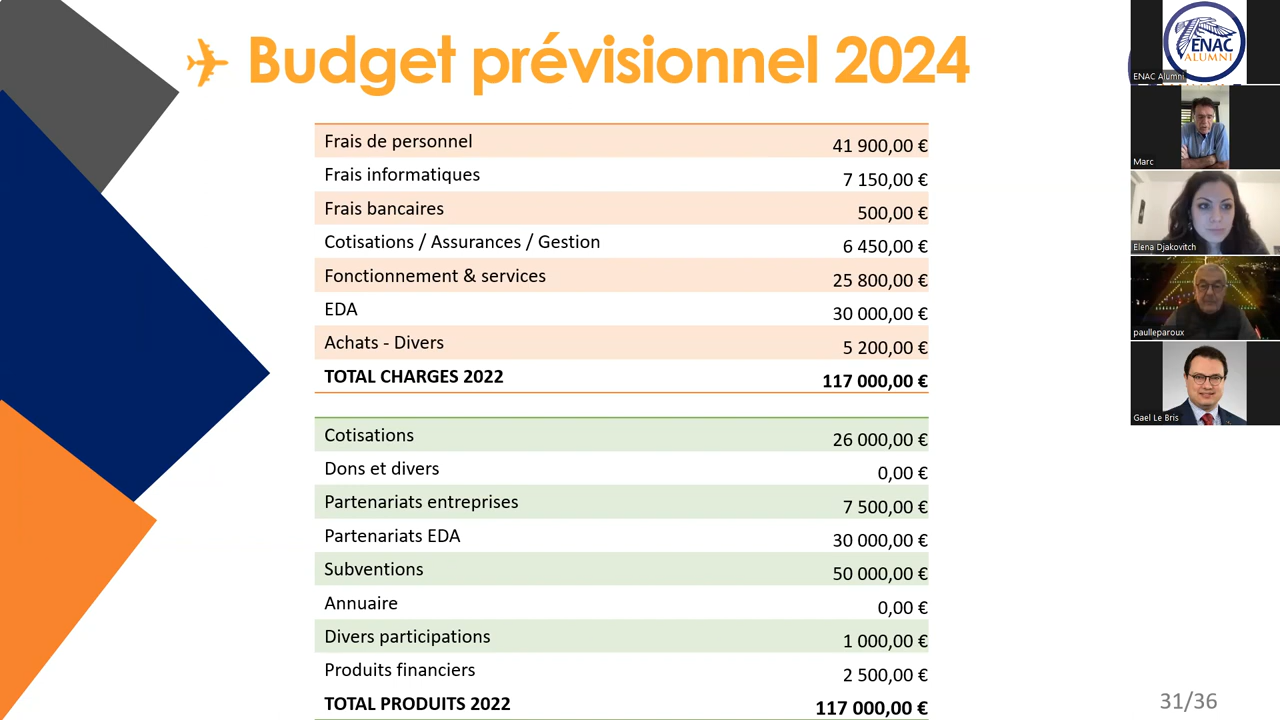 Budget prévisionnel 2024
Frais de personnel 41 900,00 €
Frais informatiques 7 150,00 €
Frais bancaires 500,00 €
Cotisations / Assurances / Gestion 6 450,00 €
Fonctionnement & services 25 800,00 €
EDA 30 000,00 €
Achats - Divers 5 200,00 €
TOTAL CHARGES 2022 117 000,00 €
Cotisations 26 000,00 €
Dons et divers 0,00 €
Partenariats entreprises 7 500,00 €
Partenariats EDA 30 000,00 €
Subventions 50 000,00 €
Annuaire 0,00 €
Divers participations 1 000,00 €
Produits financiers 2 500,00 €
TOTAL PRODUITS 2022 117 000,00 €
31/36
ENAC
ALUMNI
ENAC Alumni
Marc
Elena Djakovitch
paulleparoux
Gael Le Bris